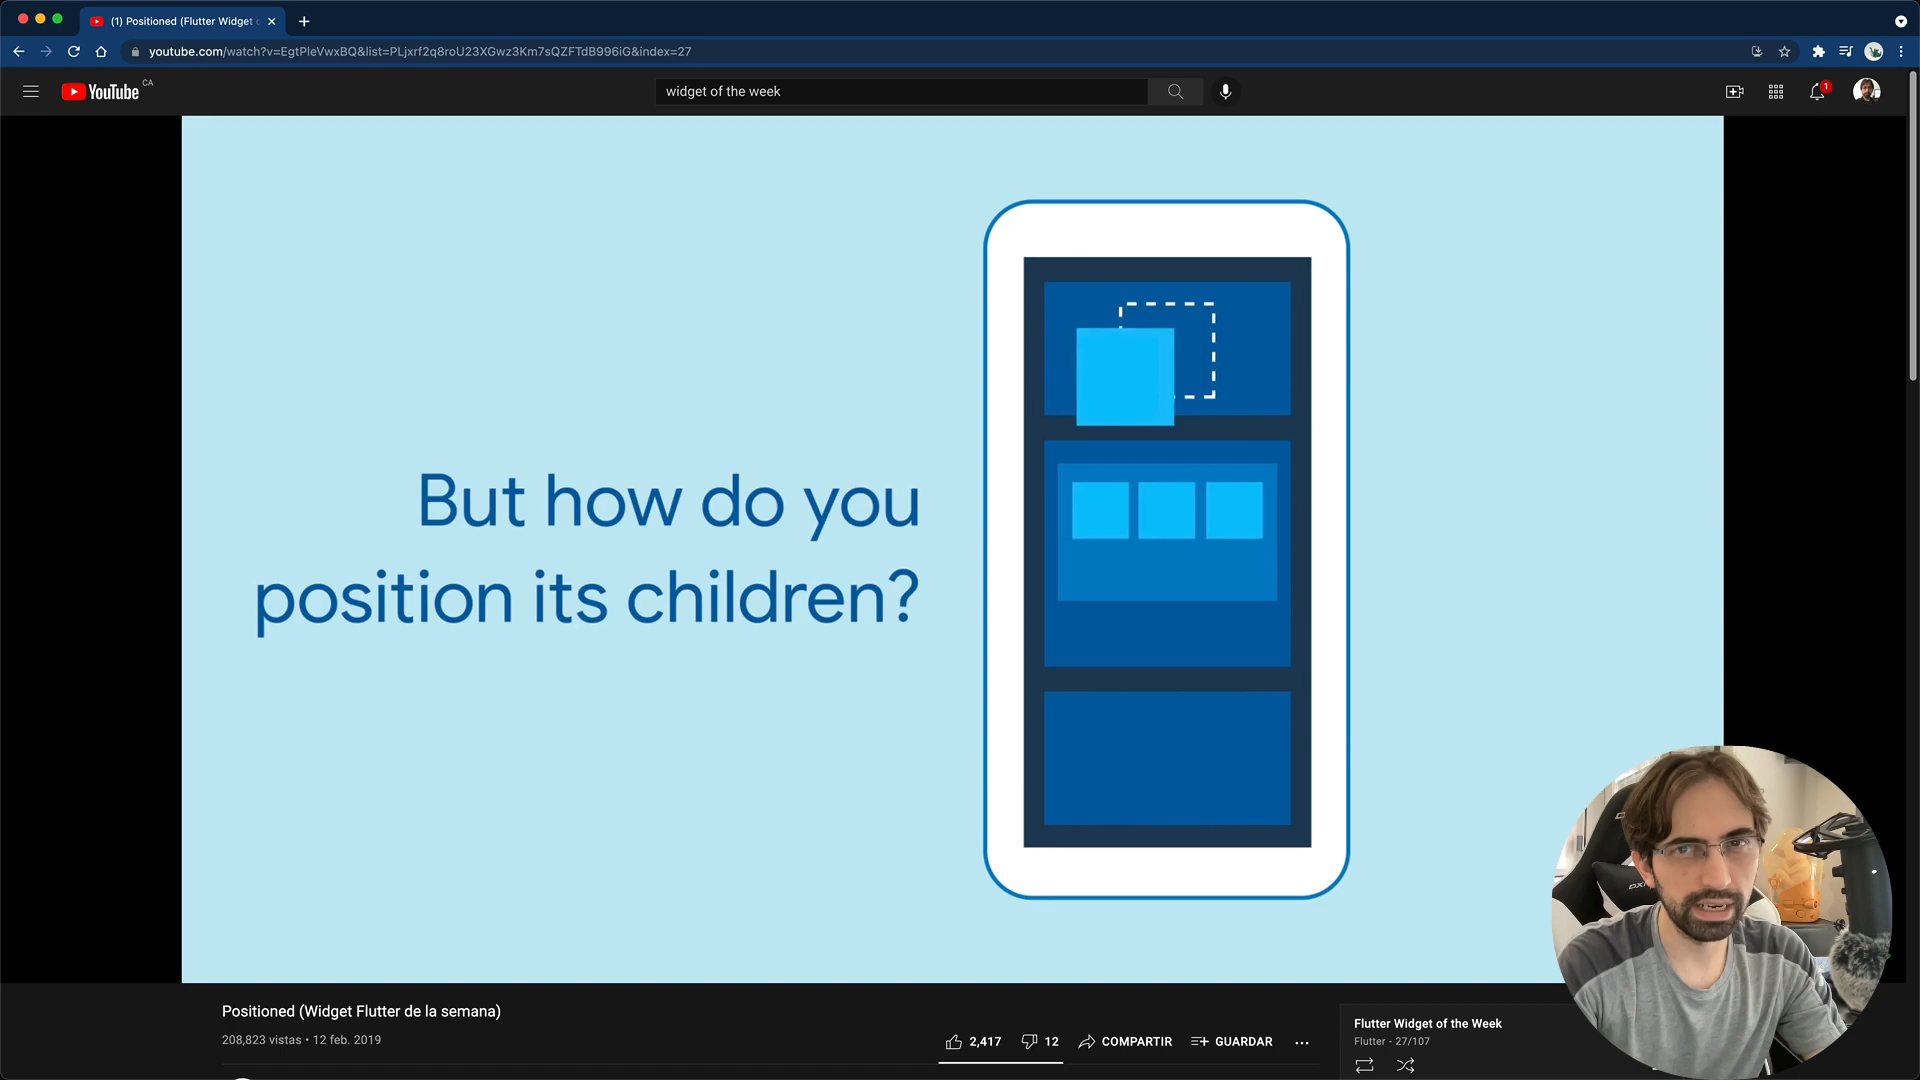 (1) Positioned (Flutter Widget
youtube.com/watch?v=EgtPIeVwxBQ&list=PLjxrf2q8roU23XGwz3Km7sQZFTdB996iG&index=27
YouTube CA
widget of the week
1
But how do you
position its children?
Positioned (Widget Flutter de la semana)
208,823 vistas • 12 feb. 2019
2,417
12
COMPARTIR
GUARDAR
Flutter Widget of the Week
Flutter - 27/107